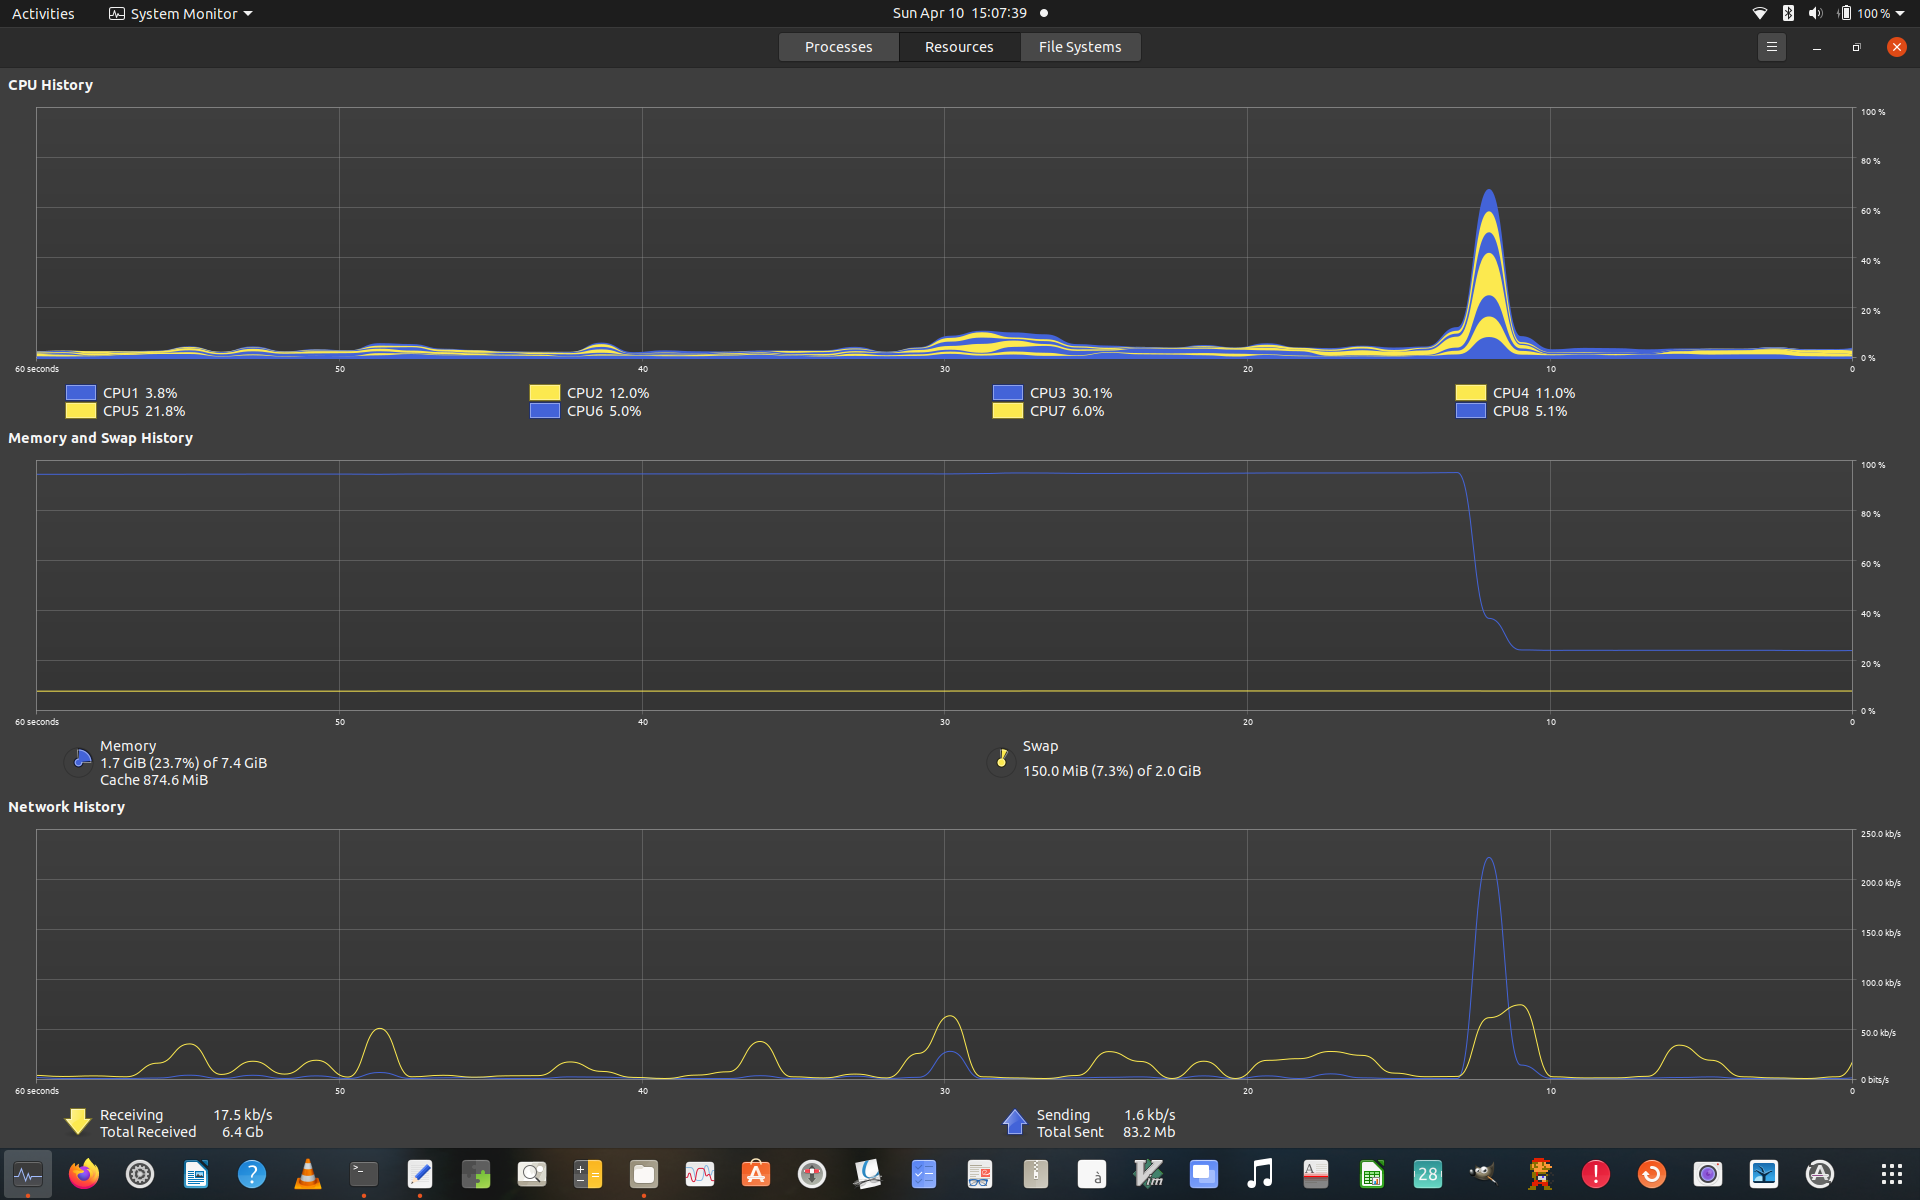 Activities
System Monitor
Sun Apr 10 15:07:39
100 %
Processes
Resources
File Systems
CPU History
100 %
80 %
60 %
40 %
20 %
0 %
60 seconds
50
40
30
20
10
0
CPU1 3.8%
CPU2 12.0%
CPU3 30.1%
CPU4 11.0%
CPU5 21.8%
CPU6 5.0%
CPU7 6.0%
CPU8 5.1%
Memory and Swap History
100 %
80 %
60 %
40 %
20 %
0 %
60 seconds
50
40
30
20
10
0
Memory
1.7 GiB (23.7%) of 7.4 GiB
Cache 874.6 MiB
Swap
150.0 MiB (7.3%) of 2.0 GiB
Network History
250.0 kb/s
200.0 kb/s
150.0 kb/s
100.0 kb/s
50.0 kb/s
0 bits/s
60 seconds
50
40
30
20
10
0
Receiving 17.5 kb/s
Total Received 6.4 Gb
Sending 1.6 kb/s
Total Sent 83.2 Mb
?
>_
A
à
Vim
A
28
!
A